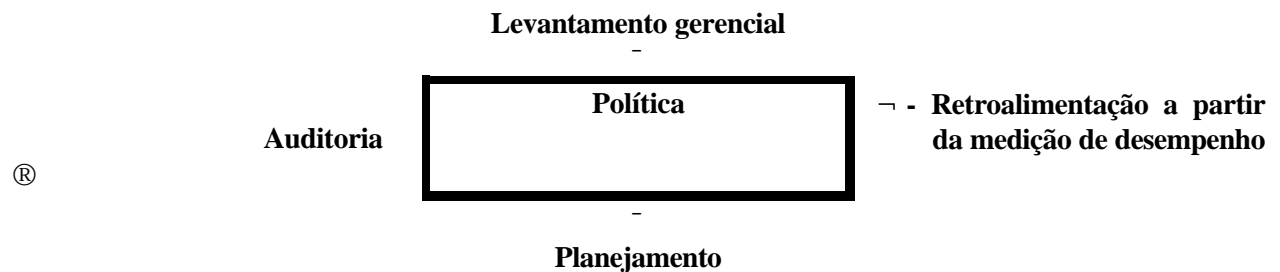 Levantamento gerencial
-
Política
¬ - Retroalimentação a partir
da medição de desempenho
Auditoria
®
-
Planejamento